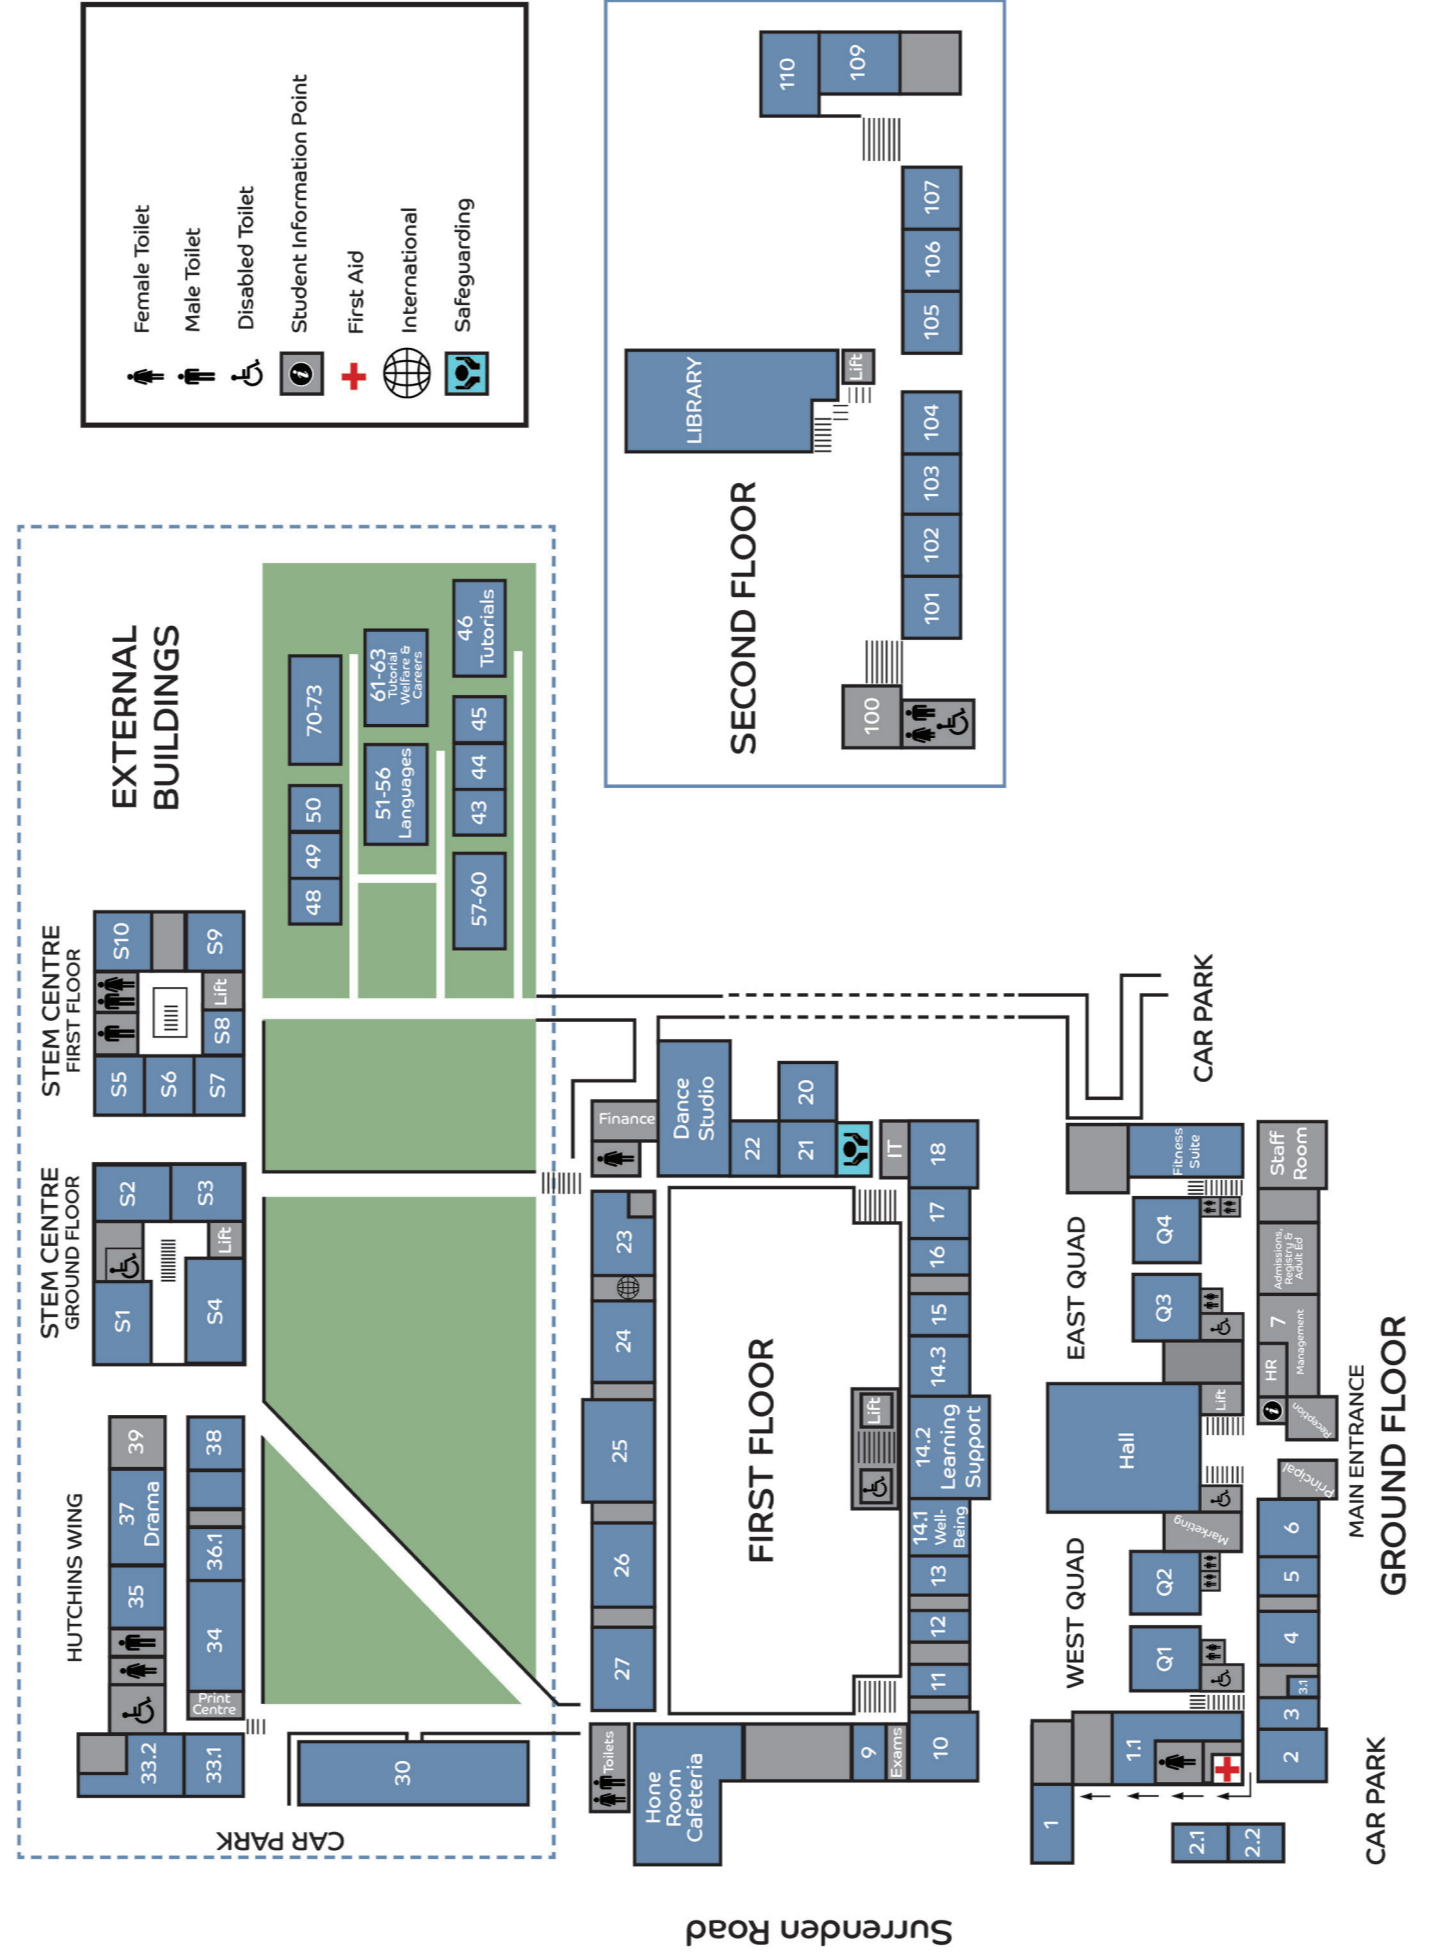 Female Toilet
Male Toilet
Disabled Toilet
Student Information Point
First Aid
International
Safeguarding
EXTERNAL
BUILDINGS
STEM CENTRE
FIRST FLOOR
S5
S6
S7
S8
Lift
S9
S10
STEM CENTRE
GROUND FLOOR
S1
S2
S3
S4
Lift
HUTCHINS WING
33.2
33.1
35
37
Drama
39
Print
Centre
34
36.1
38
30
CAR PARK
48
49
50
70-73
51-56
Languages
61-63
Tutorial
Welfare &
Careers
57-60
43
44
45
46
Tutorials
SECOND FLOOR
LIBRARY
Lift
100
101
102
103
104
105
106
107
109
110
FIRST FLOOR
Toilets
Hone
Room
Cafeteria
9
Exams
10
27
26
25
24
23
Finance
Dance
Studio
22
21
20
IT
18
17
16
15
14.3
14.2
Learning
Support
14.1
Well-
Being
13
12
11
Lift
GROUND FLOOR
MAIN ENTRANCE
WEST QUAD
EAST QUAD
1
1.1
2.1
2.2
2
3
3.1
4
5
6
Principal
Reception
HR
7
Management
Admissions,
Registry &
Adult Ed
Staff
Room
Q1
Q2
Marketing
Hall
Lift
Q3
Q4
Fitness
Suite
CAR PARK
CAR PARK
Surrenden Road